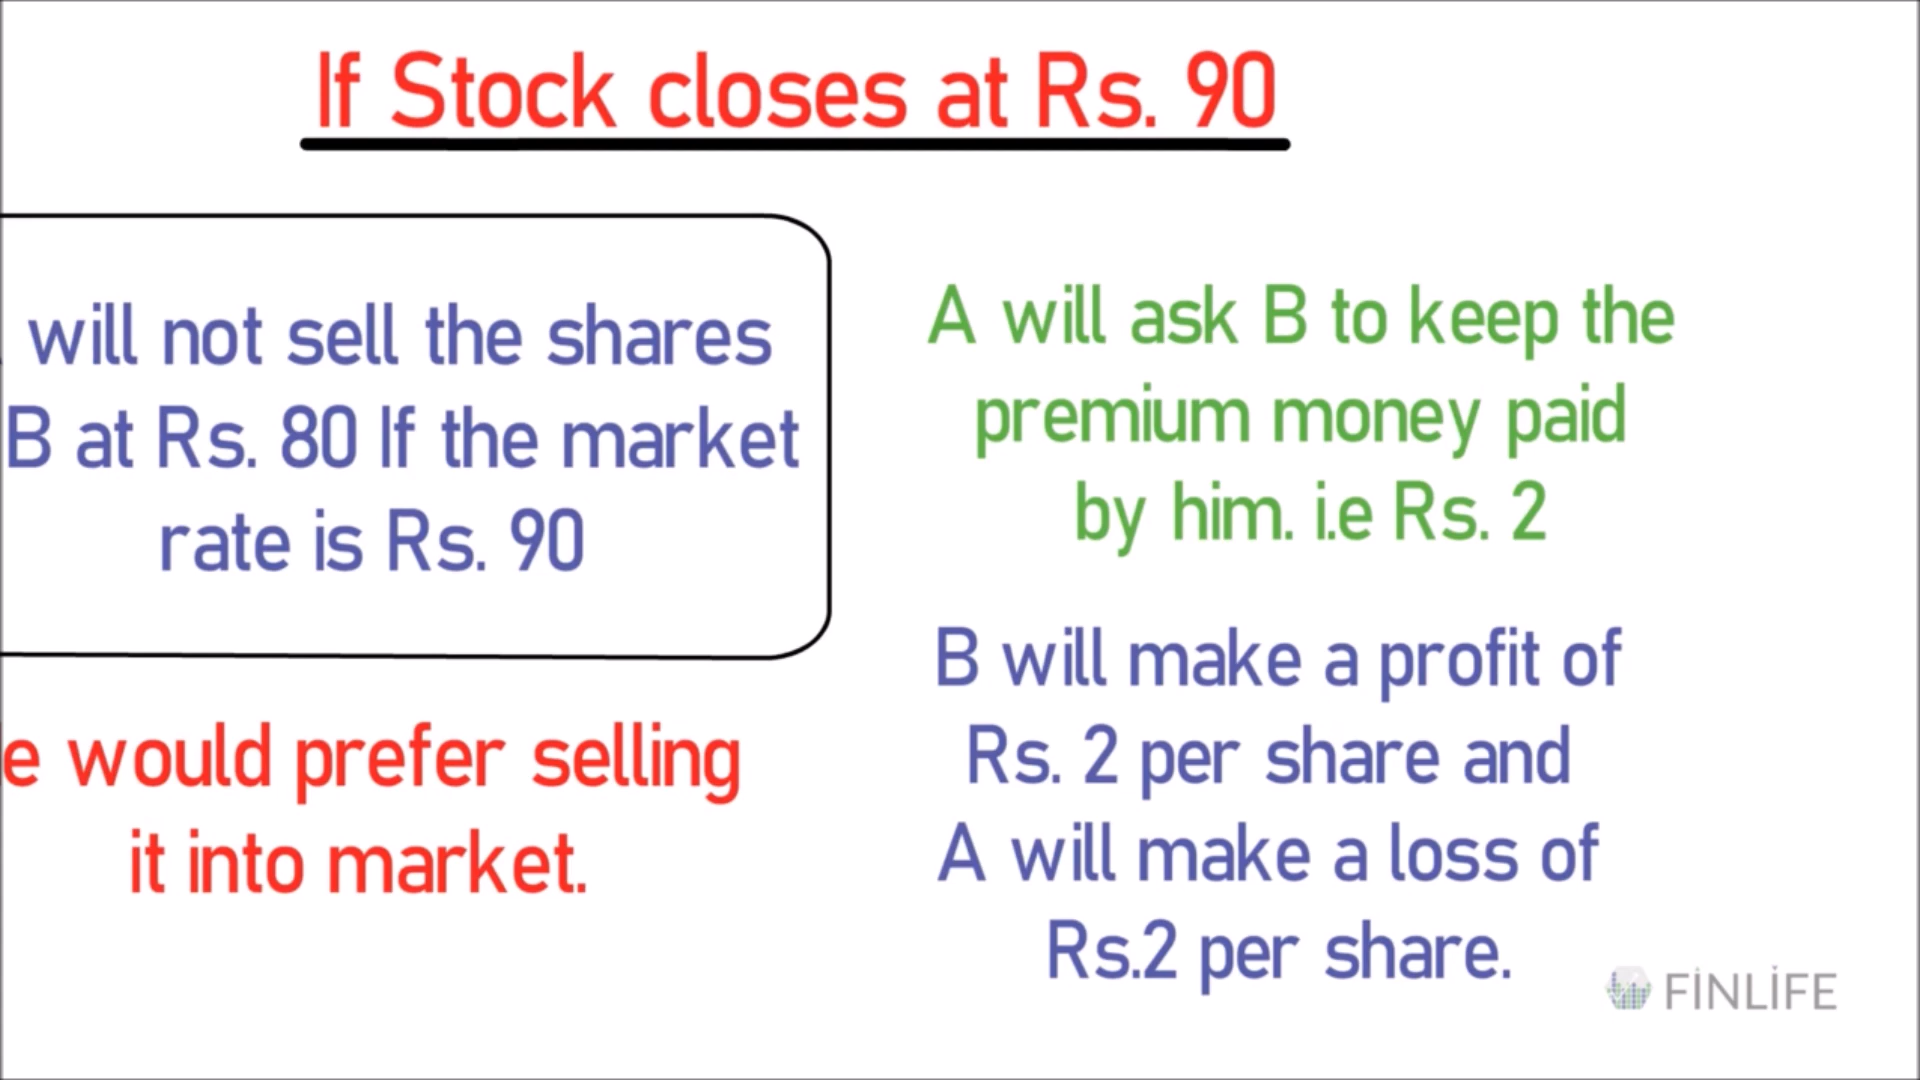 If Stock closes at Rs. 90
will not sell the shares
B at Rs. 80 If the market
rate is Rs. 90
e would prefer selling
it into market.
A will ask B to keep the
premium money paid
by him. i.e Rs. 2
B will make a profit of
Rs. 2 per share and
A will make a loss of
Rs.2 per share.
FINLIFE